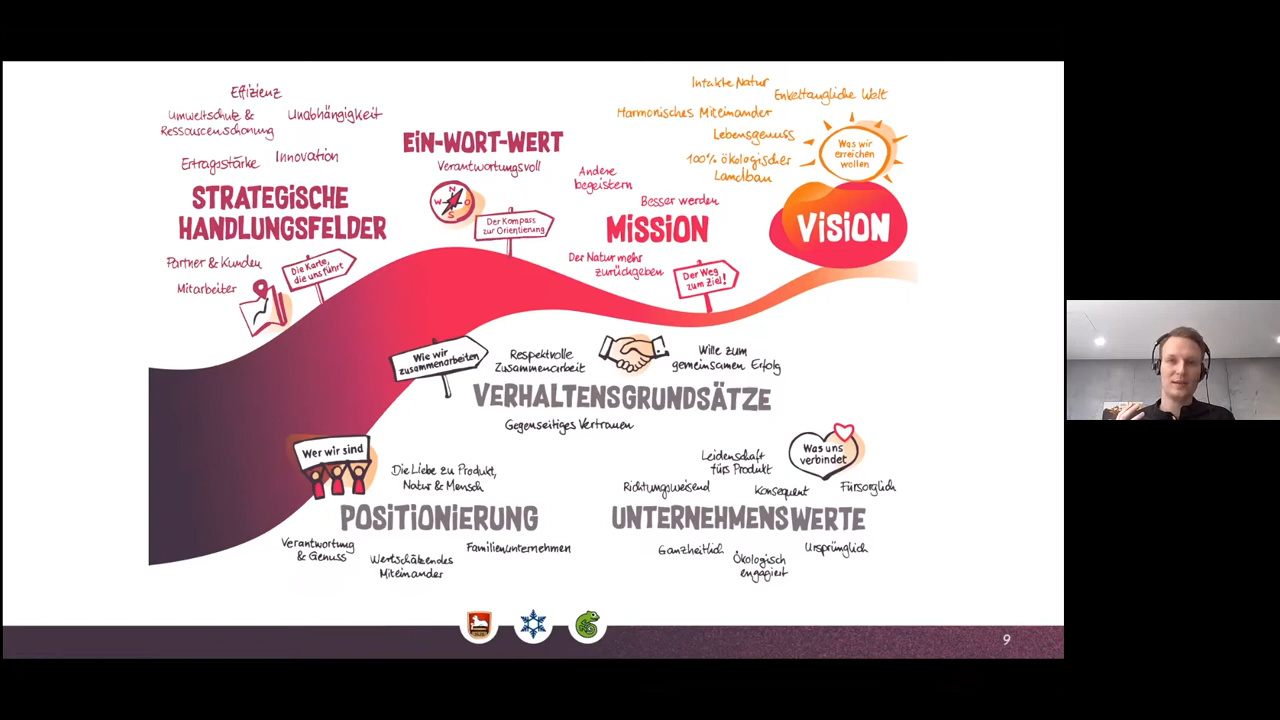 Effizienz
Umweltschutz &
Ressourcenschonung
Unabhängigkeit
Ertragsstärke
Innovation
STRATEGISCHE
HANDLUNGSFELDER
Partner & Kunden
Mitarbeiter
Die Karte,
die uns führt
EIN-WORT-WERT
Verantwortungsvoll
N
W O
S
Der Kompass
zur Orientierung
Andere
begeistern
Besser werden
MISSION
Der Natur mehr
zurückgeben
Der Weg
zum Ziel!
Intakte Natur
Enkeltaugliche Welt
Harmonisches Miteinander
Lebensgenuss
100% ökologischer
Landbau
Was wir
erreichen
wollen
VISION
Wie wir
zusammenarbeiten
Respektvolle
Zusammenarbeit
Wille zum
gemeinsamen Erfolg
VERHALTENSGRUNDSÄTZE
Gegenseitiges Vertrauen
Wer wir sind
Die Liebe zu Produkt,
Natur & Mensch
POSITIONIERUNG
Verantwortung
& Genuss
Wertschätzendes
Miteinander
Familienunternehmen
Leidenschaft
fürs Produkt
Was uns
verbindet
Richtungsweisend
Konsequent
Fürsorglich
UNTERNEHMENSWERTE
Ganzheitlich
Ökologisch
engagiert
Ursprünglich
9